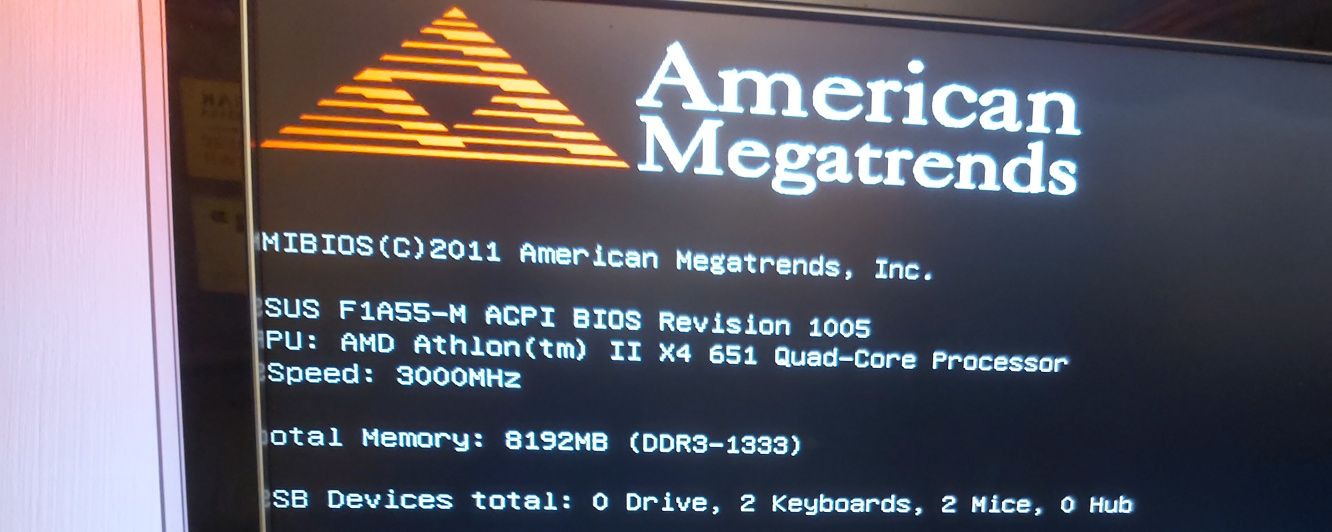 American
Megatrends
MIBIOS(C)2011 American Megatrends, Inc.
SUS F1A55-M ACPI BIOS Revision 1005
PU: AMD Athlon(tm) II X4 651 Quad-Core Processor
Speed: 3000MHz
otal Memory: 8192MB (DDR3-1333)
SB Devices total: 0 Drive, 2 Keyboards, 2 Mice, 0 Hub